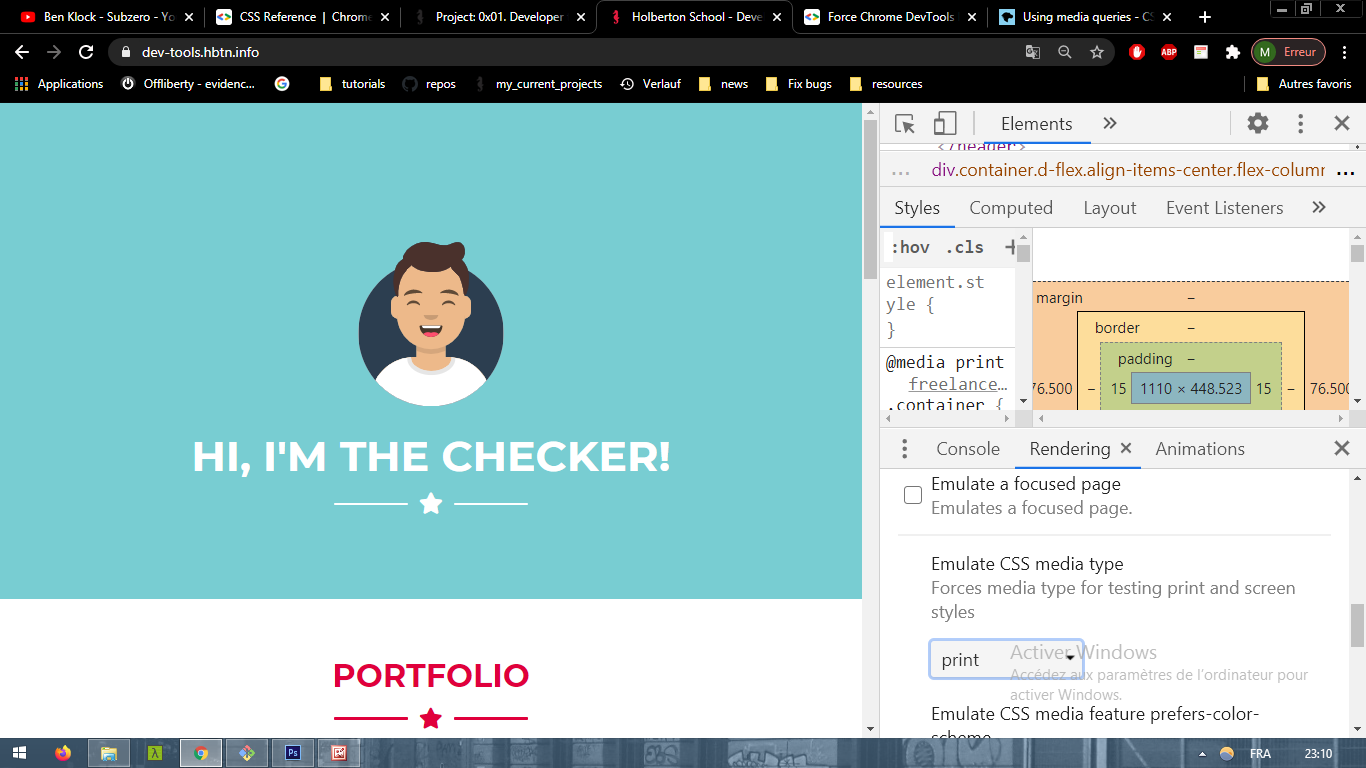 Ben Klock - Subzero - Yo
CSS Reference | Chrome
Project: 0x01. Developer
Holberton School - Deve
Force Chrome DevTools
Using media queries - CS
dev-tools.hbtn.info
ABP
M Erreur
Applications
Offliberty - evidenc...
tutorials
repos
my_current_projects
Verlauf
news
Fix bugs
resources
Autres favoris
HI, I'M THE CHECKER!
PORTFOLIO
Elements
</header>
... div.container.d-flex.align-items-center.flex-column ...
Styles Computed Layout Event Listeners
:hov .cls +
element.st
yle {
}
@media print
freelance…
.container {
margin –
border –
padding –
76.500 – 15 1110 × 448.523 15 – 76.500
Console Rendering Animations
Emulate a focused page
Emulates a focused page.
Emulate CSS media type
Forces media type for testing print and screen
styles
print
Activer Windows
Accédez aux paramètres de l'ordinateur pour
activer Windows.
Emulate CSS media feature prefers-color-
scheme
Ps
FRA
23:10